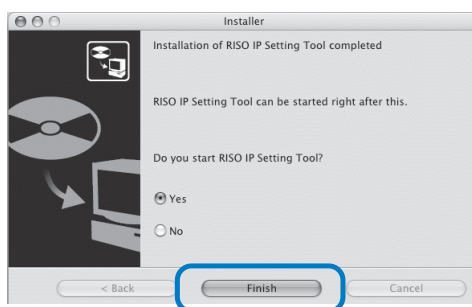 Installer
Installation of RISO IP Setting Tool completed
RISO IP Setting Tool can be started right after this.
Do you start RISO IP Setting Tool?
Yes
No
< Back
Finish
Cancel